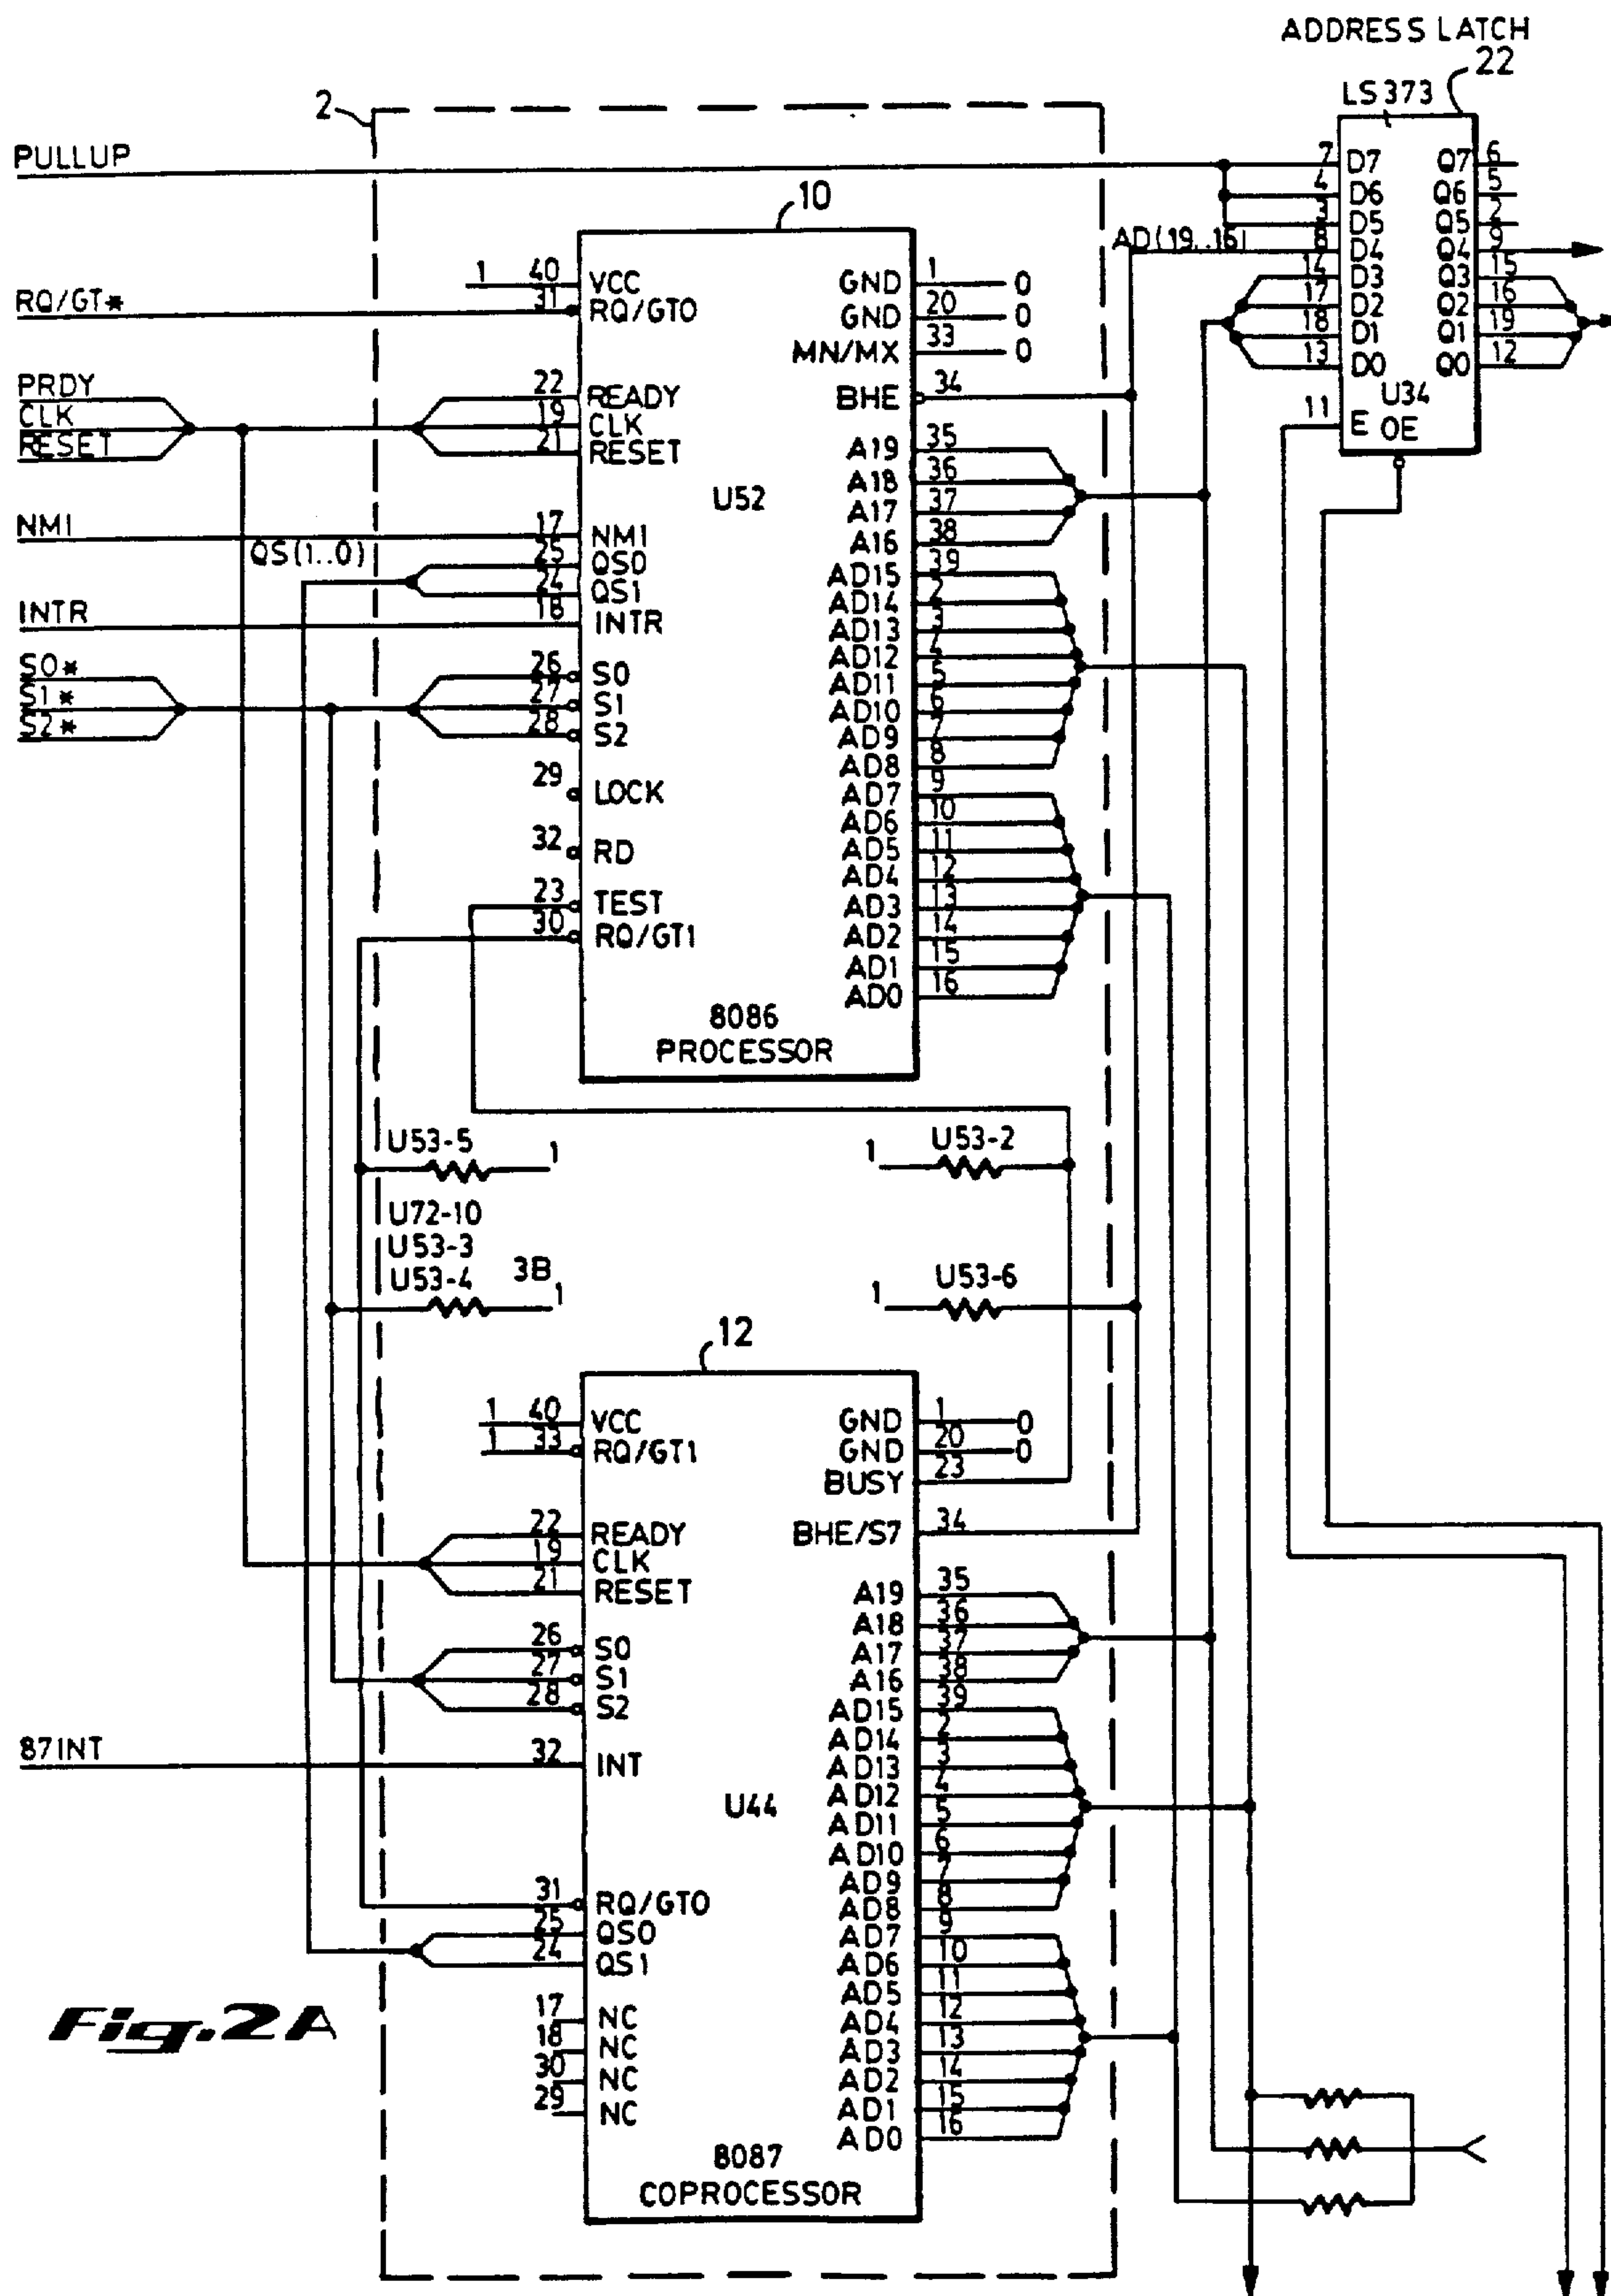 ADDRESS LATCH
22
LS373
2
PULLUP
7 D7 Q7 6
4 D6 Q6 5
3 D5 Q5 2
AD(19..16) 8 D4 Q4 9
14 D3 Q3 15
17 D2 Q2 16
18 D1 Q1 19
13 D0 Q0 12
U34
11 E OE
10
1 40 VCC GND 1 0
RQ/GT* 31 RQ/GT0 GND 20 0
MN/MX 33 0
PRDY 22 READY BHE 34
CLK 19 CLK
RESET 21 RESET A19 35
A18 36
U52
A17 37
NMI 17 NMI A16 38
QS(1..0) 25 QS0 AD15 39
24 QS1 AD14 2
INTR 18 INTR AD13 3
AD12 4
S0* 26 S0 AD11 5
S1* 27 S1 AD10 6
S2* 28 S2 AD9 7
AD8 8
29 LOCK AD7 9
AD6 10
32 RD AD5 11
AD4 12
23 TEST AD3 13
30 RQ/GT1 AD2 14
AD1 15
AD0 16
8086
PROCESSOR
U53-5 1 1 U53-2
U72-10
U53-3
U53-4 3B 1 1 U53-6
12
1 40 VCC GND 1 0
1 33 RQ/GT1 GND 20 0
BUSY 23
22 READY BHE/S7 34
19 CLK
21 RESET A19 35
A18 36
26 S0 A17 37
27 S1 A16 38
28 S2 AD15 39
AD14 2
87INT 32 INT AD13 3
AD12 4
U44
AD11 5
AD10 6
AD9 7
31 RQ/GT0 AD8 8
25 QS0 AD7 9
24 QS1 AD6 10
AD5 11
17 NC AD4 12
18 NC AD3 13
30 NC AD2 14
29 NC AD1 15
AD0 16
8087
COPROCESSOR
Fig.2A